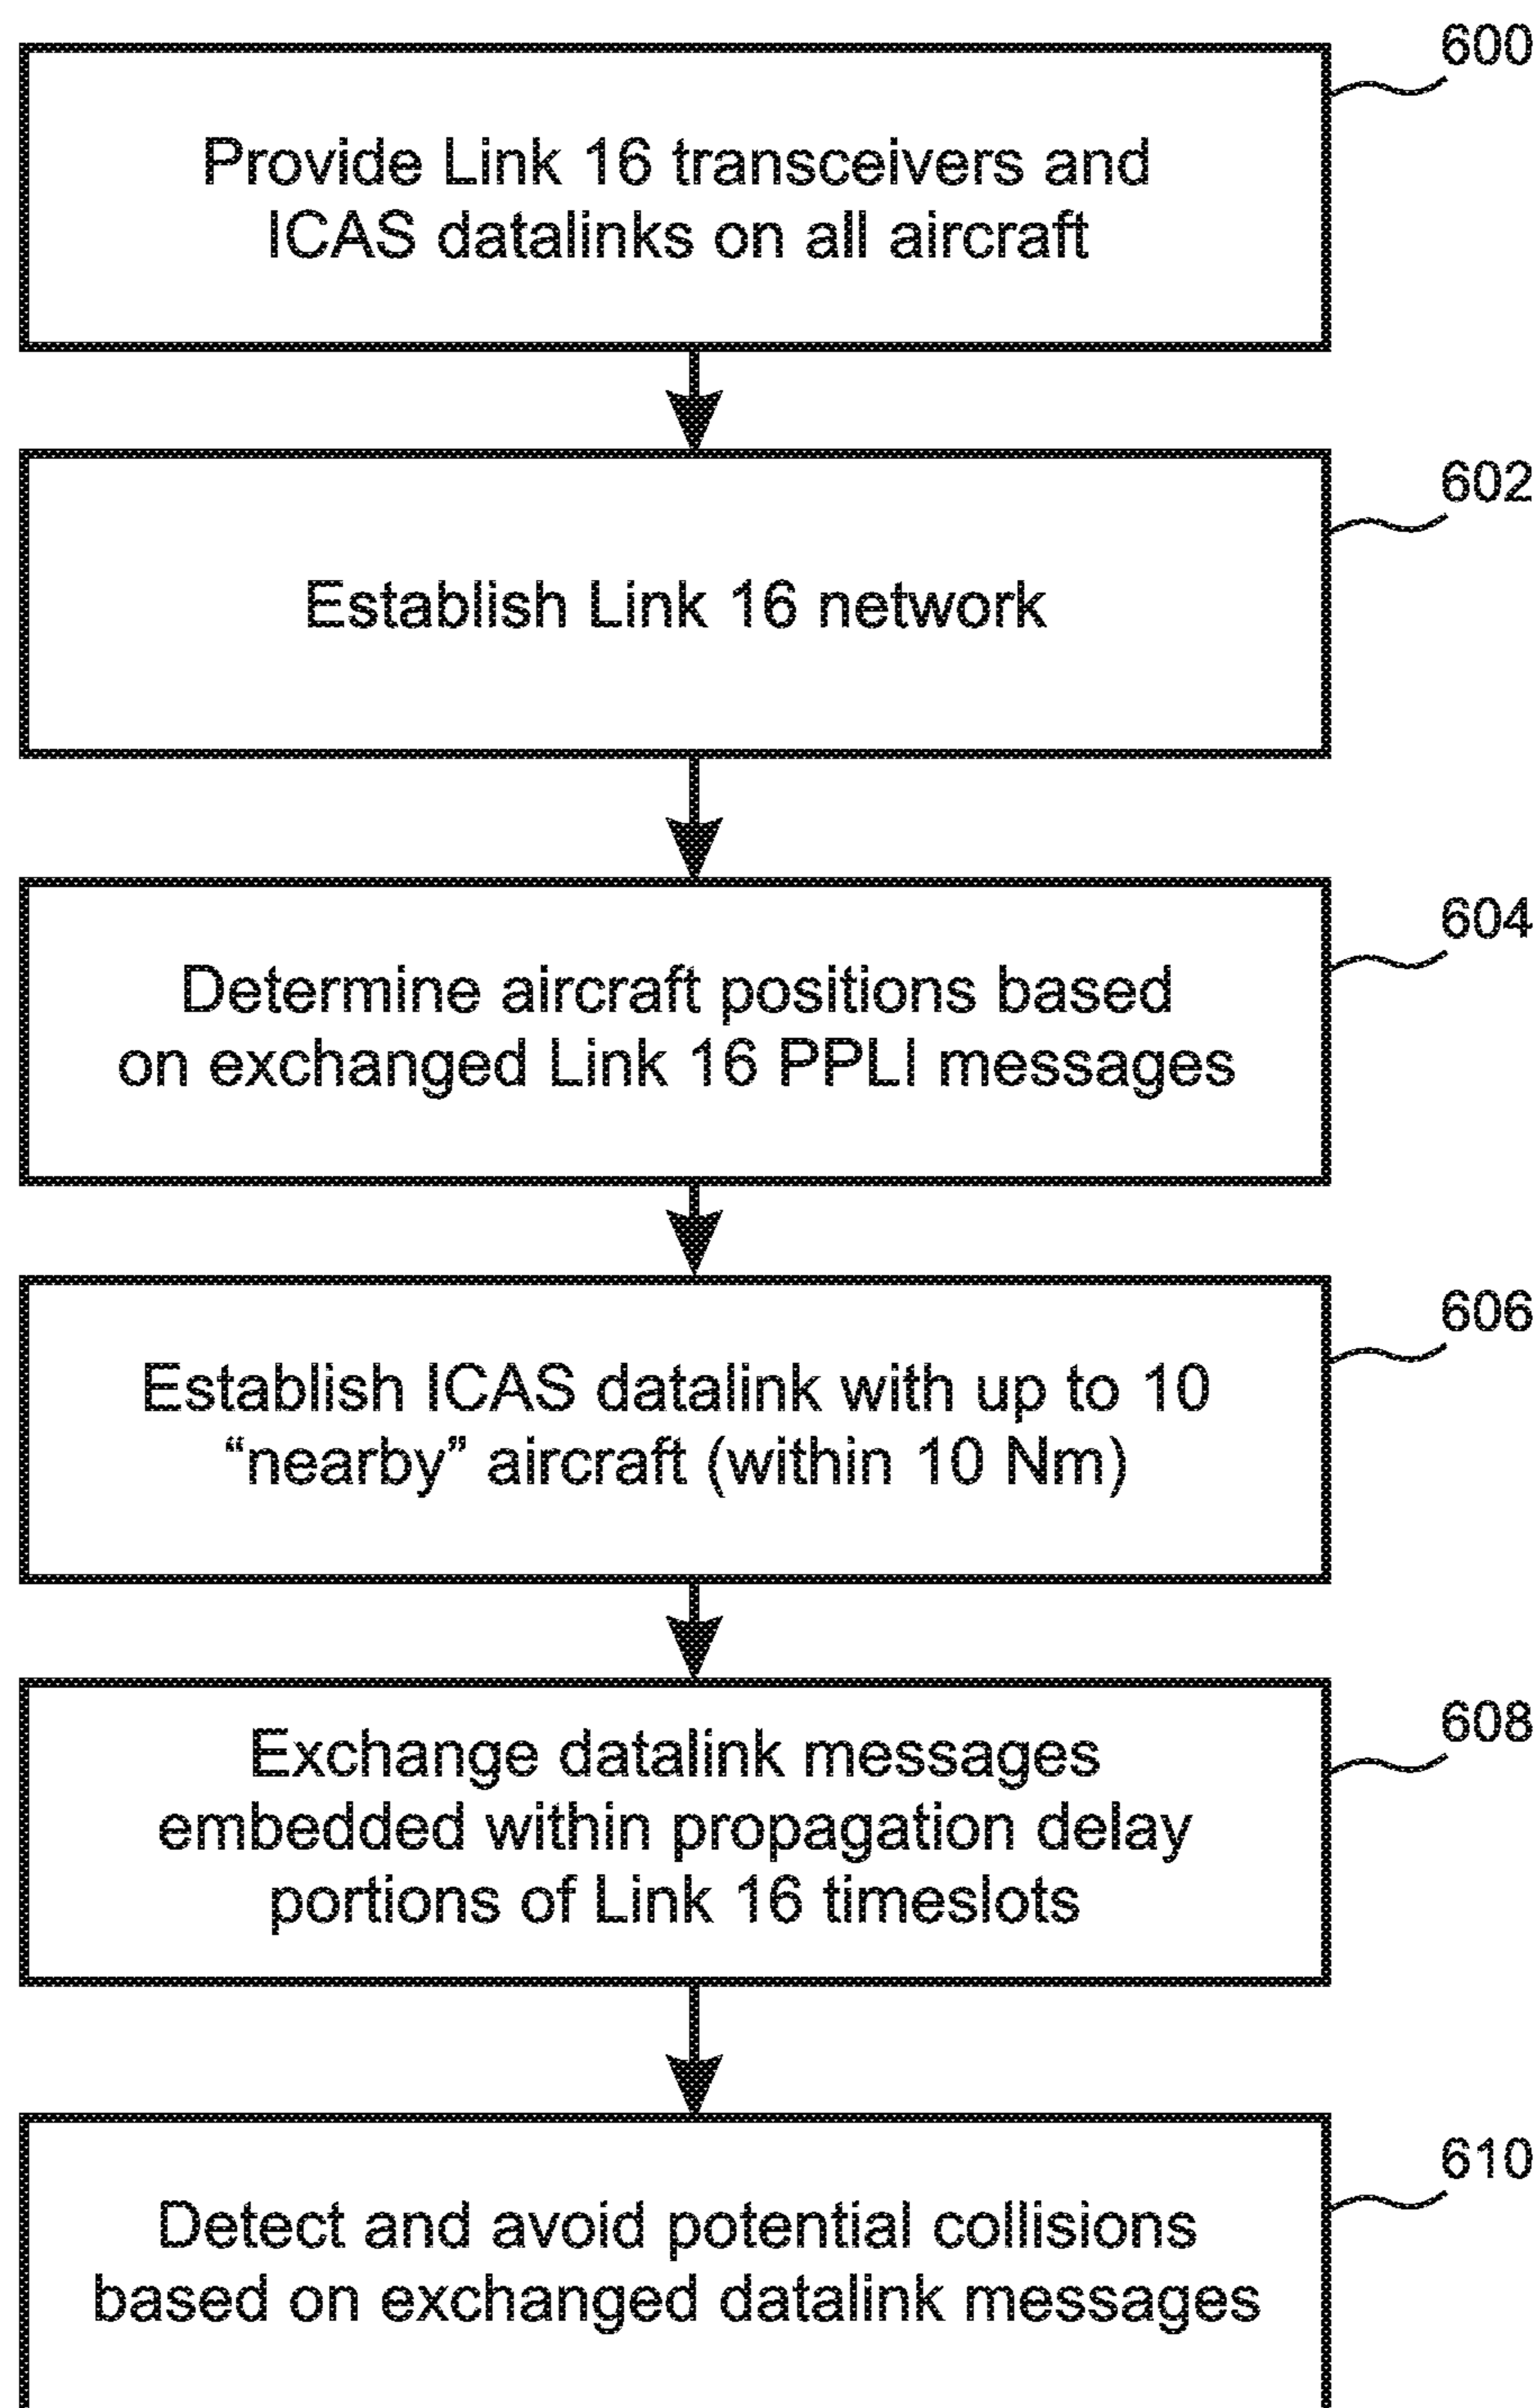 600
Provide Link 16 transceivers and
ICAS datalinks on all aircraft
602
Establish Link 16 network
604
Determine aircraft positions based
on exchanged Link 16 PPLI messages
606
Establish ICAS datalink with up to 10
“nearby” aircraft (within 10 Nm)
608
Exchange datalink messages
embedded within propagation delay
portions of Link 16 timeslots
610
Detect and avoid potential collisions
based on exchanged datalink messages